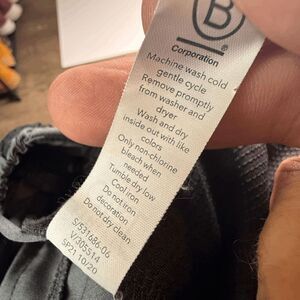 B
Corporation
Machine wash cold
gentle cycle
Remove promptly
from washer and
dryer
Wash and dry
inside out with like
colors
Only non-chlorine
bleach when
needed
Tumble dry low
Cool iron
Do not iron
decoration
Do not dry clean
S/531686-06
V/305514
SP21 10/20